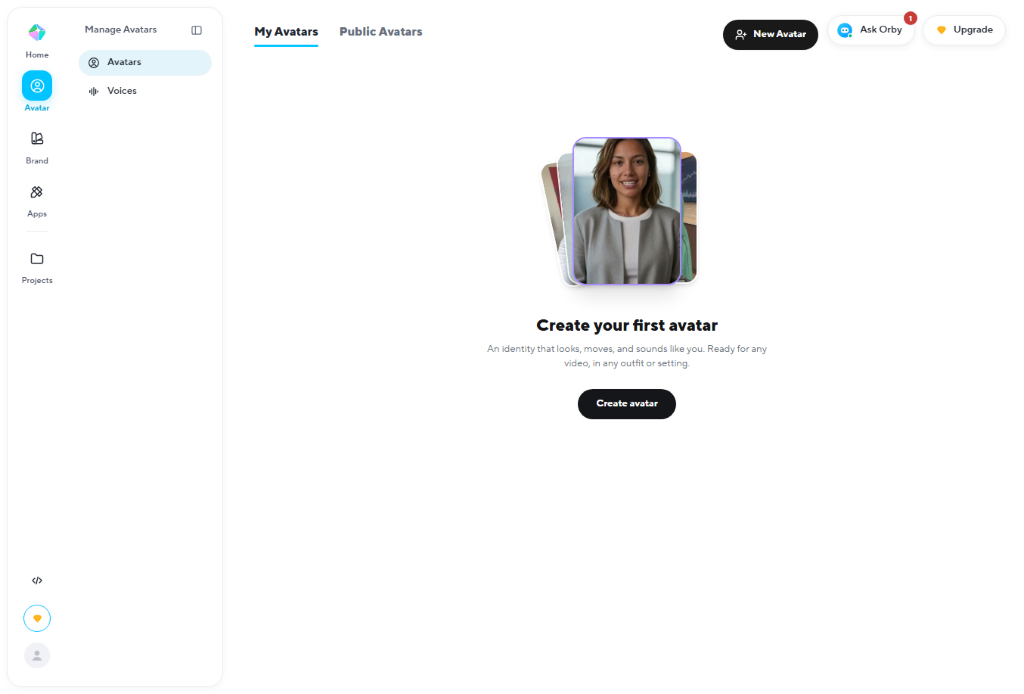 Home
Avatar
Brand
Apps
Projects
Manage Avatars
Avatars
Voices
My Avatars
Public Avatars
New Avatar
Ask Orby
1
Upgrade
Create your first avatar
An identity that looks, moves, and sounds like you. Ready for any
video, in any outfit or setting.
Create avatar